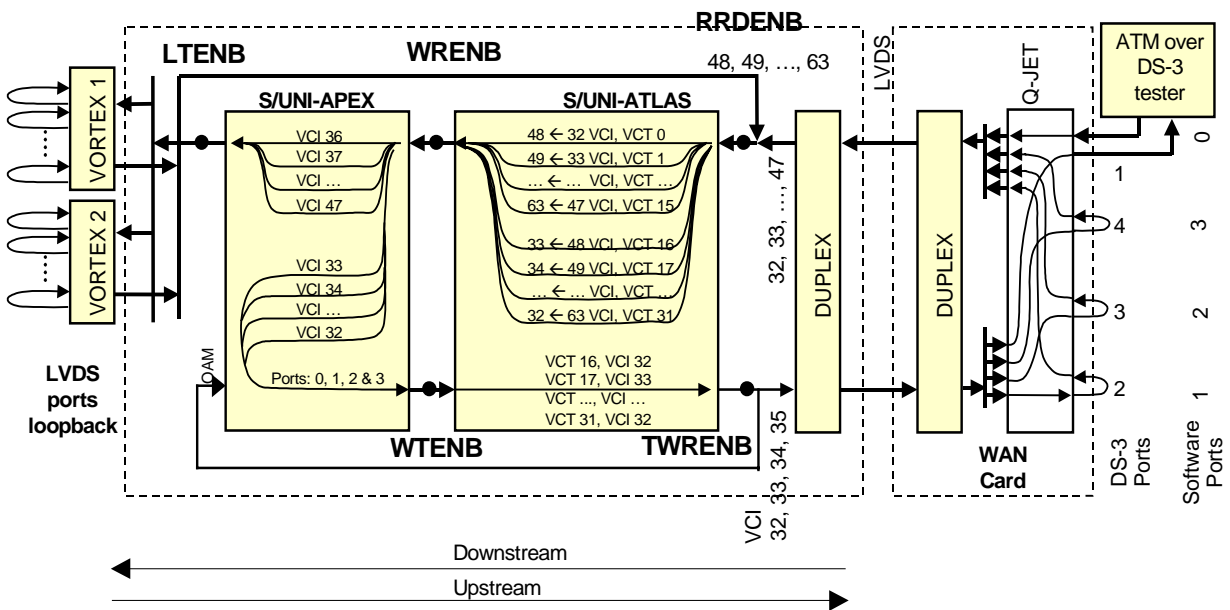 RRDENB
48, 49, …, 63
LTENB
WRENB
LVDS
Q-JET
ATM over
DS-3
tester
VORTEX 1
VORTEX 2
LVDS
ports
loopback
S/UNI-APEX
VCI 36
VCI 37
VCI …
VCI 47
VCI 33
VCI 34
VCI …
VCI 32
Ports: 0, 1, 2 & 3
OAM
S/UNI-ATLAS
48 ← 32 VCI, VCT 0
49 ← 33 VCI, VCT 1
... ← ... VCI, VCT ...
63 ← 47 VCI, VCT 15
33 ← 48 VCI, VCT 16
34 ← 49 VCI, VCT 17
... ← ... VCI, VCT ...
32 ← 63 VCI, VCT 31
VCT 16, VCI 32
VCT 17, VCI 33
VCT ..., VCI …
VCT 31, VCI 32
WTENB
TWRENB
32, 33, …., 47
VCI
32, 33, 34, 35
DUPLEX
DUPLEX
WAN
Card
1
4
3
2
DS-3
Ports
0
3
2
1
Software
Ports
Downstream
Upstream